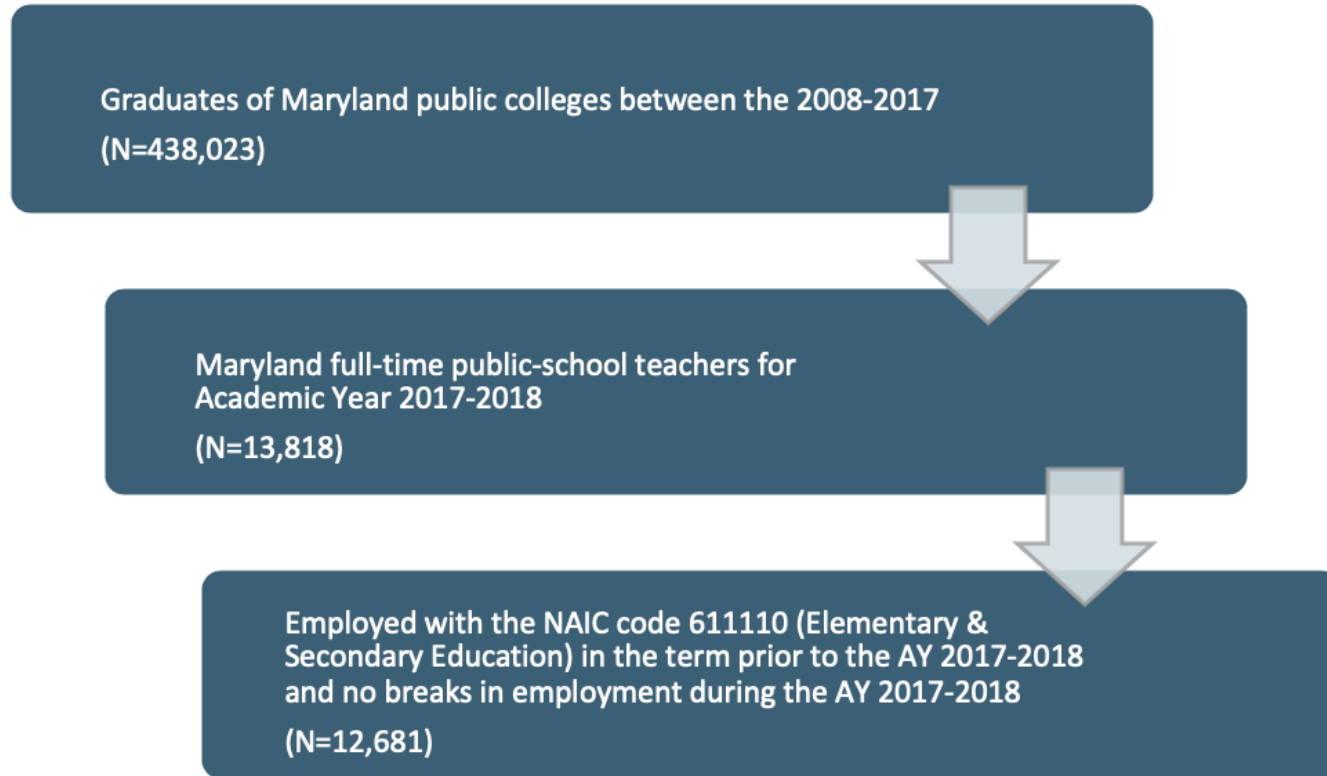 Graduates of Maryland public colleges between the 2008-2017
(N=438,023)
Maryland full-time public-school teachers for
Academic Year 2017-2018
(N=13,818)
Employed with the NAIC code 611110 (Elementary &
Secondary Education) in the term prior to the AY 2017-2018
and no breaks in employment during the AY 2017-2018
(N=12,681)